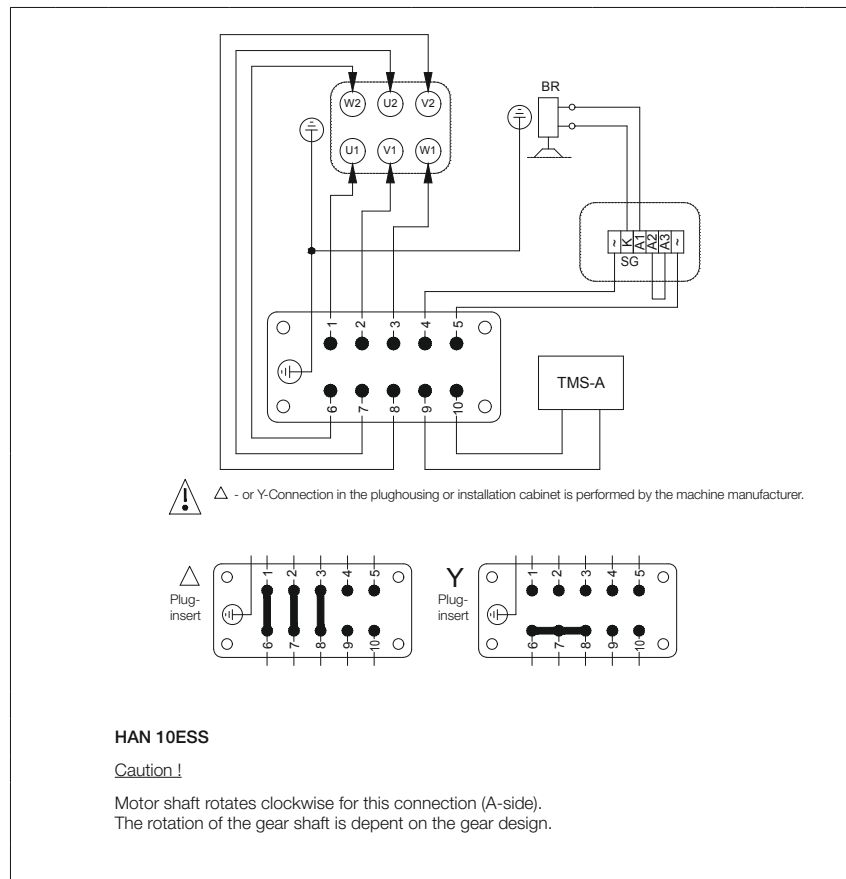 BR
W2 U2 V2
U1 V1 W1
~ K A1 A2 A3 ~
SG
1 2 3 4 5
TMS-A
6 7 8 9 10
△ - or Y-Connection in the plughousing or installation cabinet is performed by the machine manufacturer.
△
Plug-
insert
1 2 3 4 5
6 7 8 9 10
Y
Plug-
insert
1 2 3 4 5
6 7 8 9 10
HAN 10ESS
Caution !
Motor shaft rotates clockwise for this connection (A-side).
The rotation of the gear shaft is depent on the gear design.